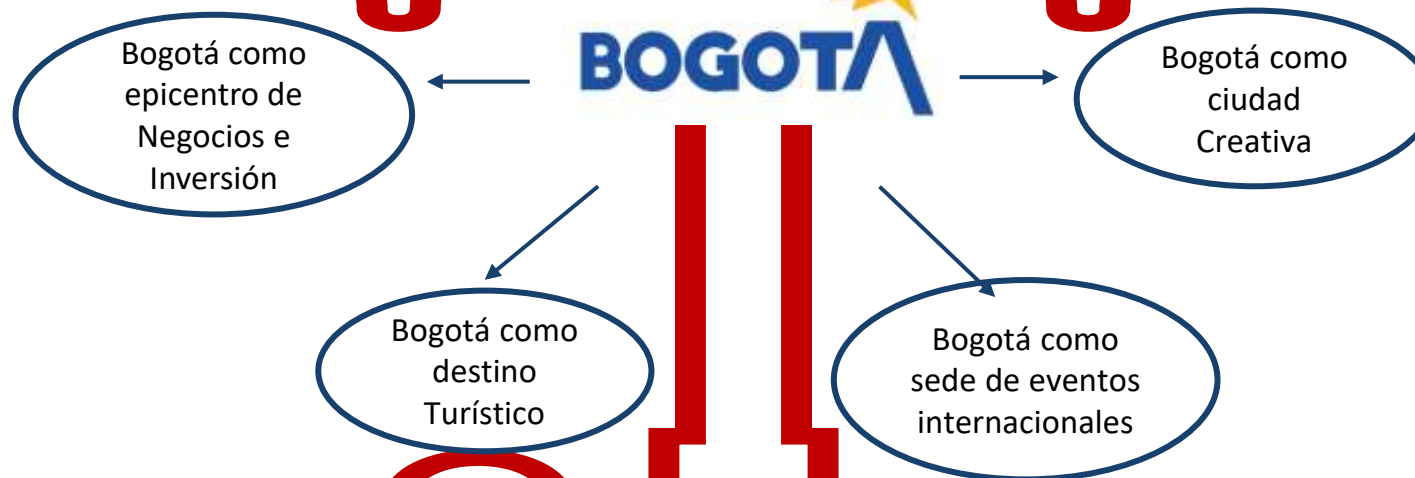 BOGOTÁ
Bogotá como
epicentro de
Negocios e
Inversión
Bogotá como
ciudad
Creativa
Bogotá como
destino
Turístico
Bogotá como
sede de eventos
internacionales